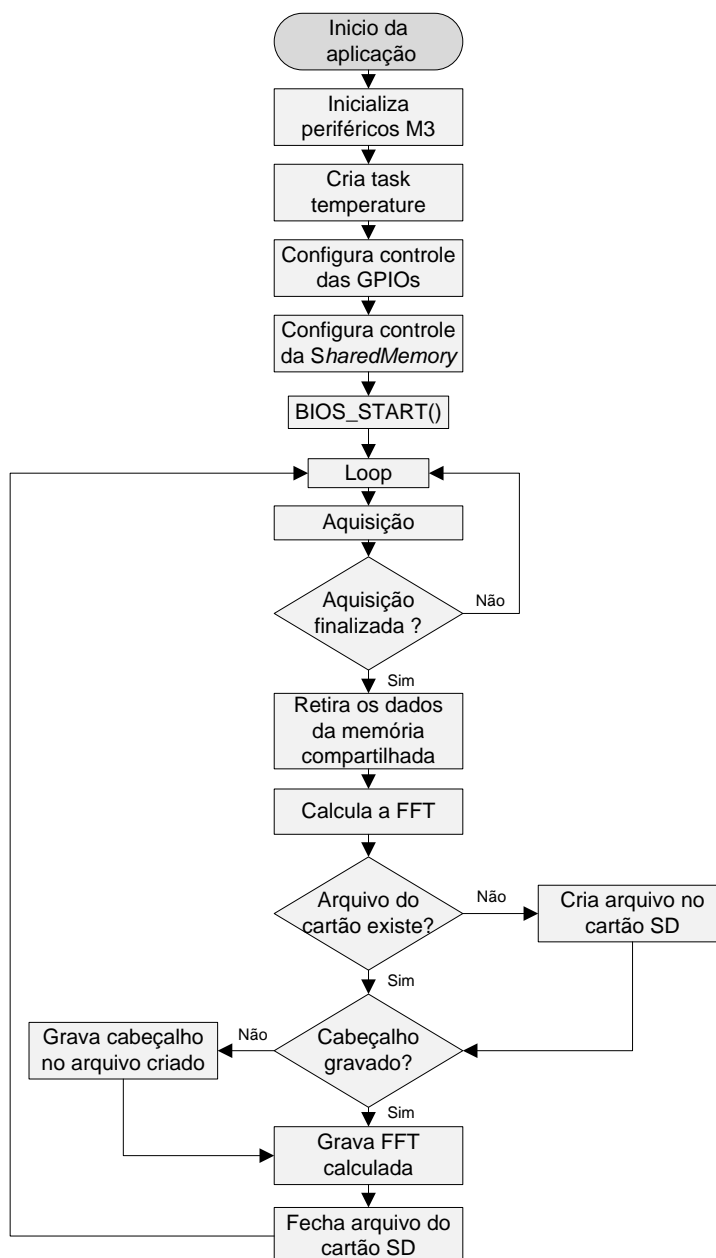 Inicio da
aplicação
Inicializa
periféricos M3
Cria task
temperature
Configura controle
das GPIOs
Configura controle
da SharedMemory
BIOS_START()
Loop
Aquisição
Aquisição
finalizada ?
Não
Sim
Retira os dados
da memória
compartilhada
Calcula a FFT
Arquivo do
cartão existe?
Não
Cria arquivo no
cartão SD
Sim
Cabeçalho
gravado?
Não
Grava cabeçalho
no arquivo criado
Sim
Grava FFT
calculada
Fecha arquivo do
cartão SD